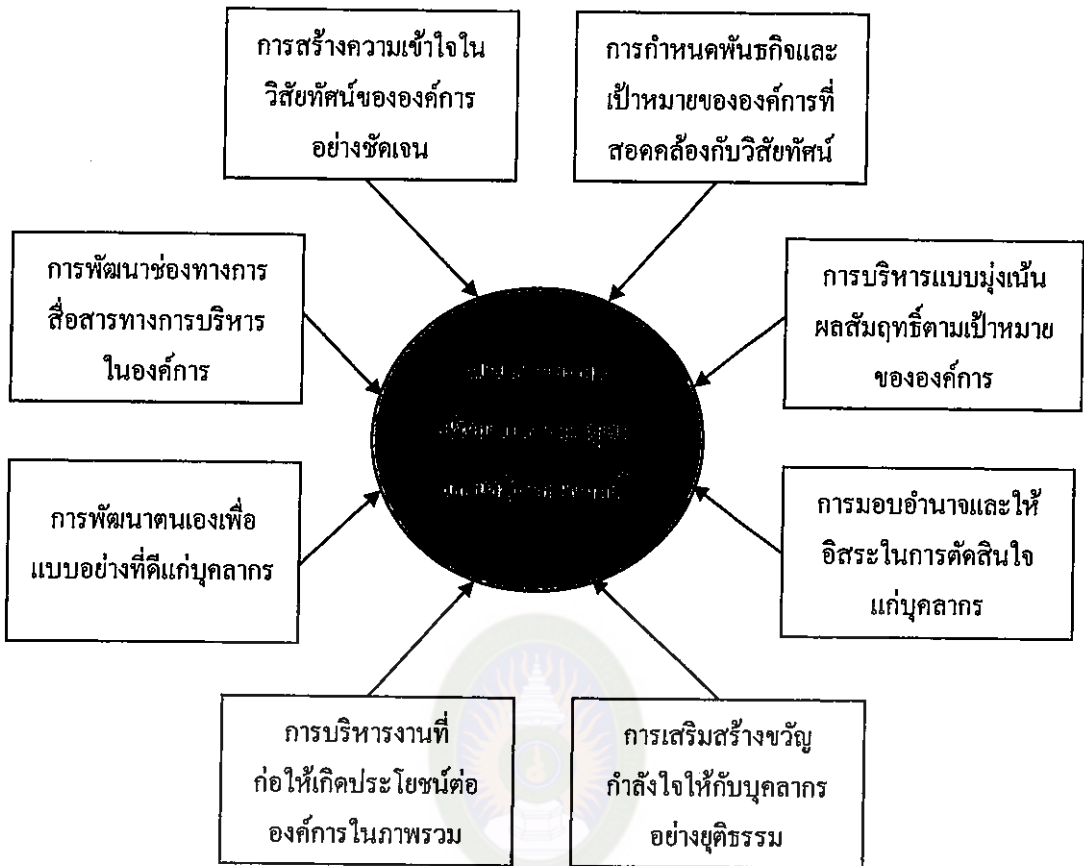 การสร้างความเข้าใจใน
วิสัยทัศน์ขององค์การ
อย่างชัดเจน
การกำหนดพันธกิจและ
เป้าหมายขององค์การที่
สอดคล้องกับวิสัยทัศน์
การพัฒนาช่องทางการ
สื่อสารทางการบริหาร
ในองค์การ
การบริหารแบบมุ่งเน้น
ผลสัมฤทธิ์ตามเป้าหมาย
ขององค์การ
การพัฒนาตนเองเพื่อ
แบบอย่างที่ดีแก่บุคลากร
การมอบอำนาจและให้
อิสระในการตัดสินใจ
แก่บุคลากร
การบริหารงานที่
ก่อให้เกิดประโยชน์ต่อ
องค์การในภาพรวม
การเสริมสร้างขวัญ
กำลังใจให้กับบุคลากร
อย่างยุติธรรม